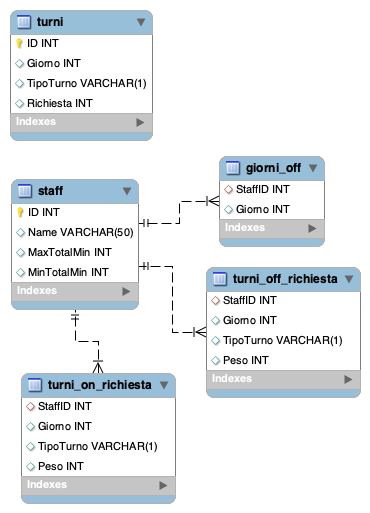 turni
ID INT
Giorno INT
TipoTurno VARCHAR(1)
Richiesta INT
Indexes
giorni_off
StaffID INT
Giorno INT
Indexes
staff
ID INT
Name VARCHAR(50)
MaxTotalMin INT
MinTotalMin INT
Indexes
turni_off_richiesta
StaffID INT
Giorno INT
TipoTurno VARCHAR(1)
Peso INT
Indexes
turni_on_richiesta
StaffID INT
Giorno INT
TipoTurno VARCHAR(1)
Peso INT
Indexes